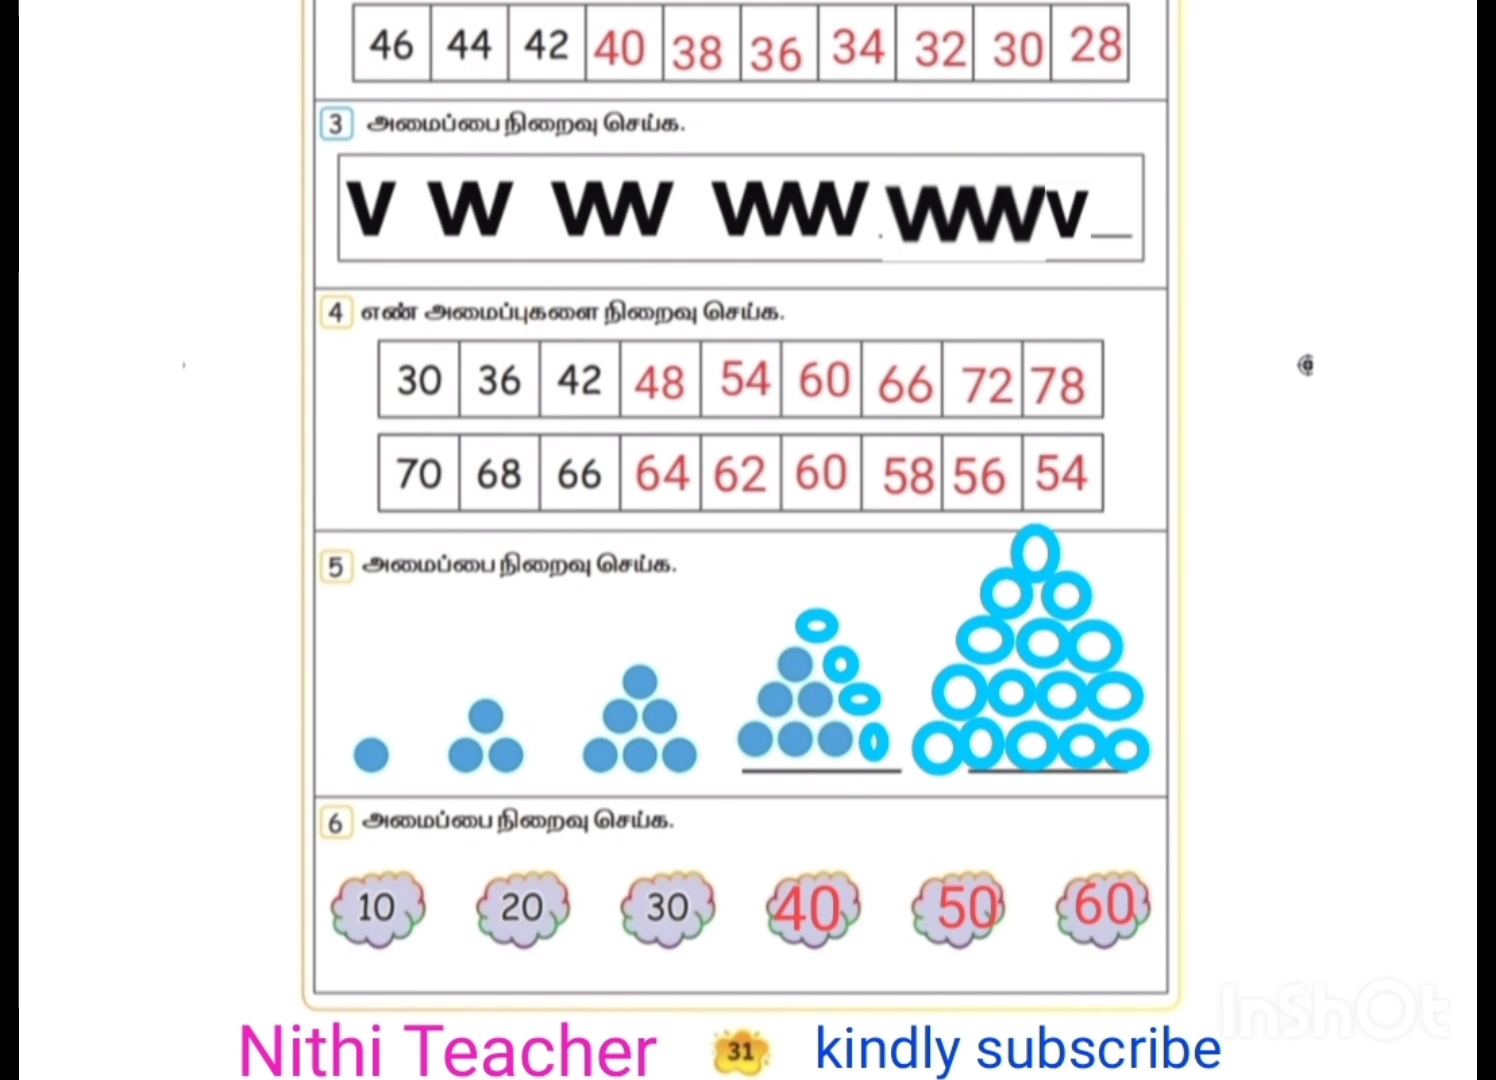 46 44 42 40 38 36 34 32 30 28
3 அமைப்பை நிறைவு செய்க.
V VV VVV VVVV VVVVV
4 எண் அமைப்புகளை நிறைவு செய்க.
30 36 42 48 54 60 66 72 78
70 68 66 64 62 60 58 56 54
5 அமைப்பை நிறைவு செய்க.
6 அமைப்பை நிறைவு செய்க.
10 20 30 40 50 60
Nithi Teacher 31 kindly subscribe
InShOt